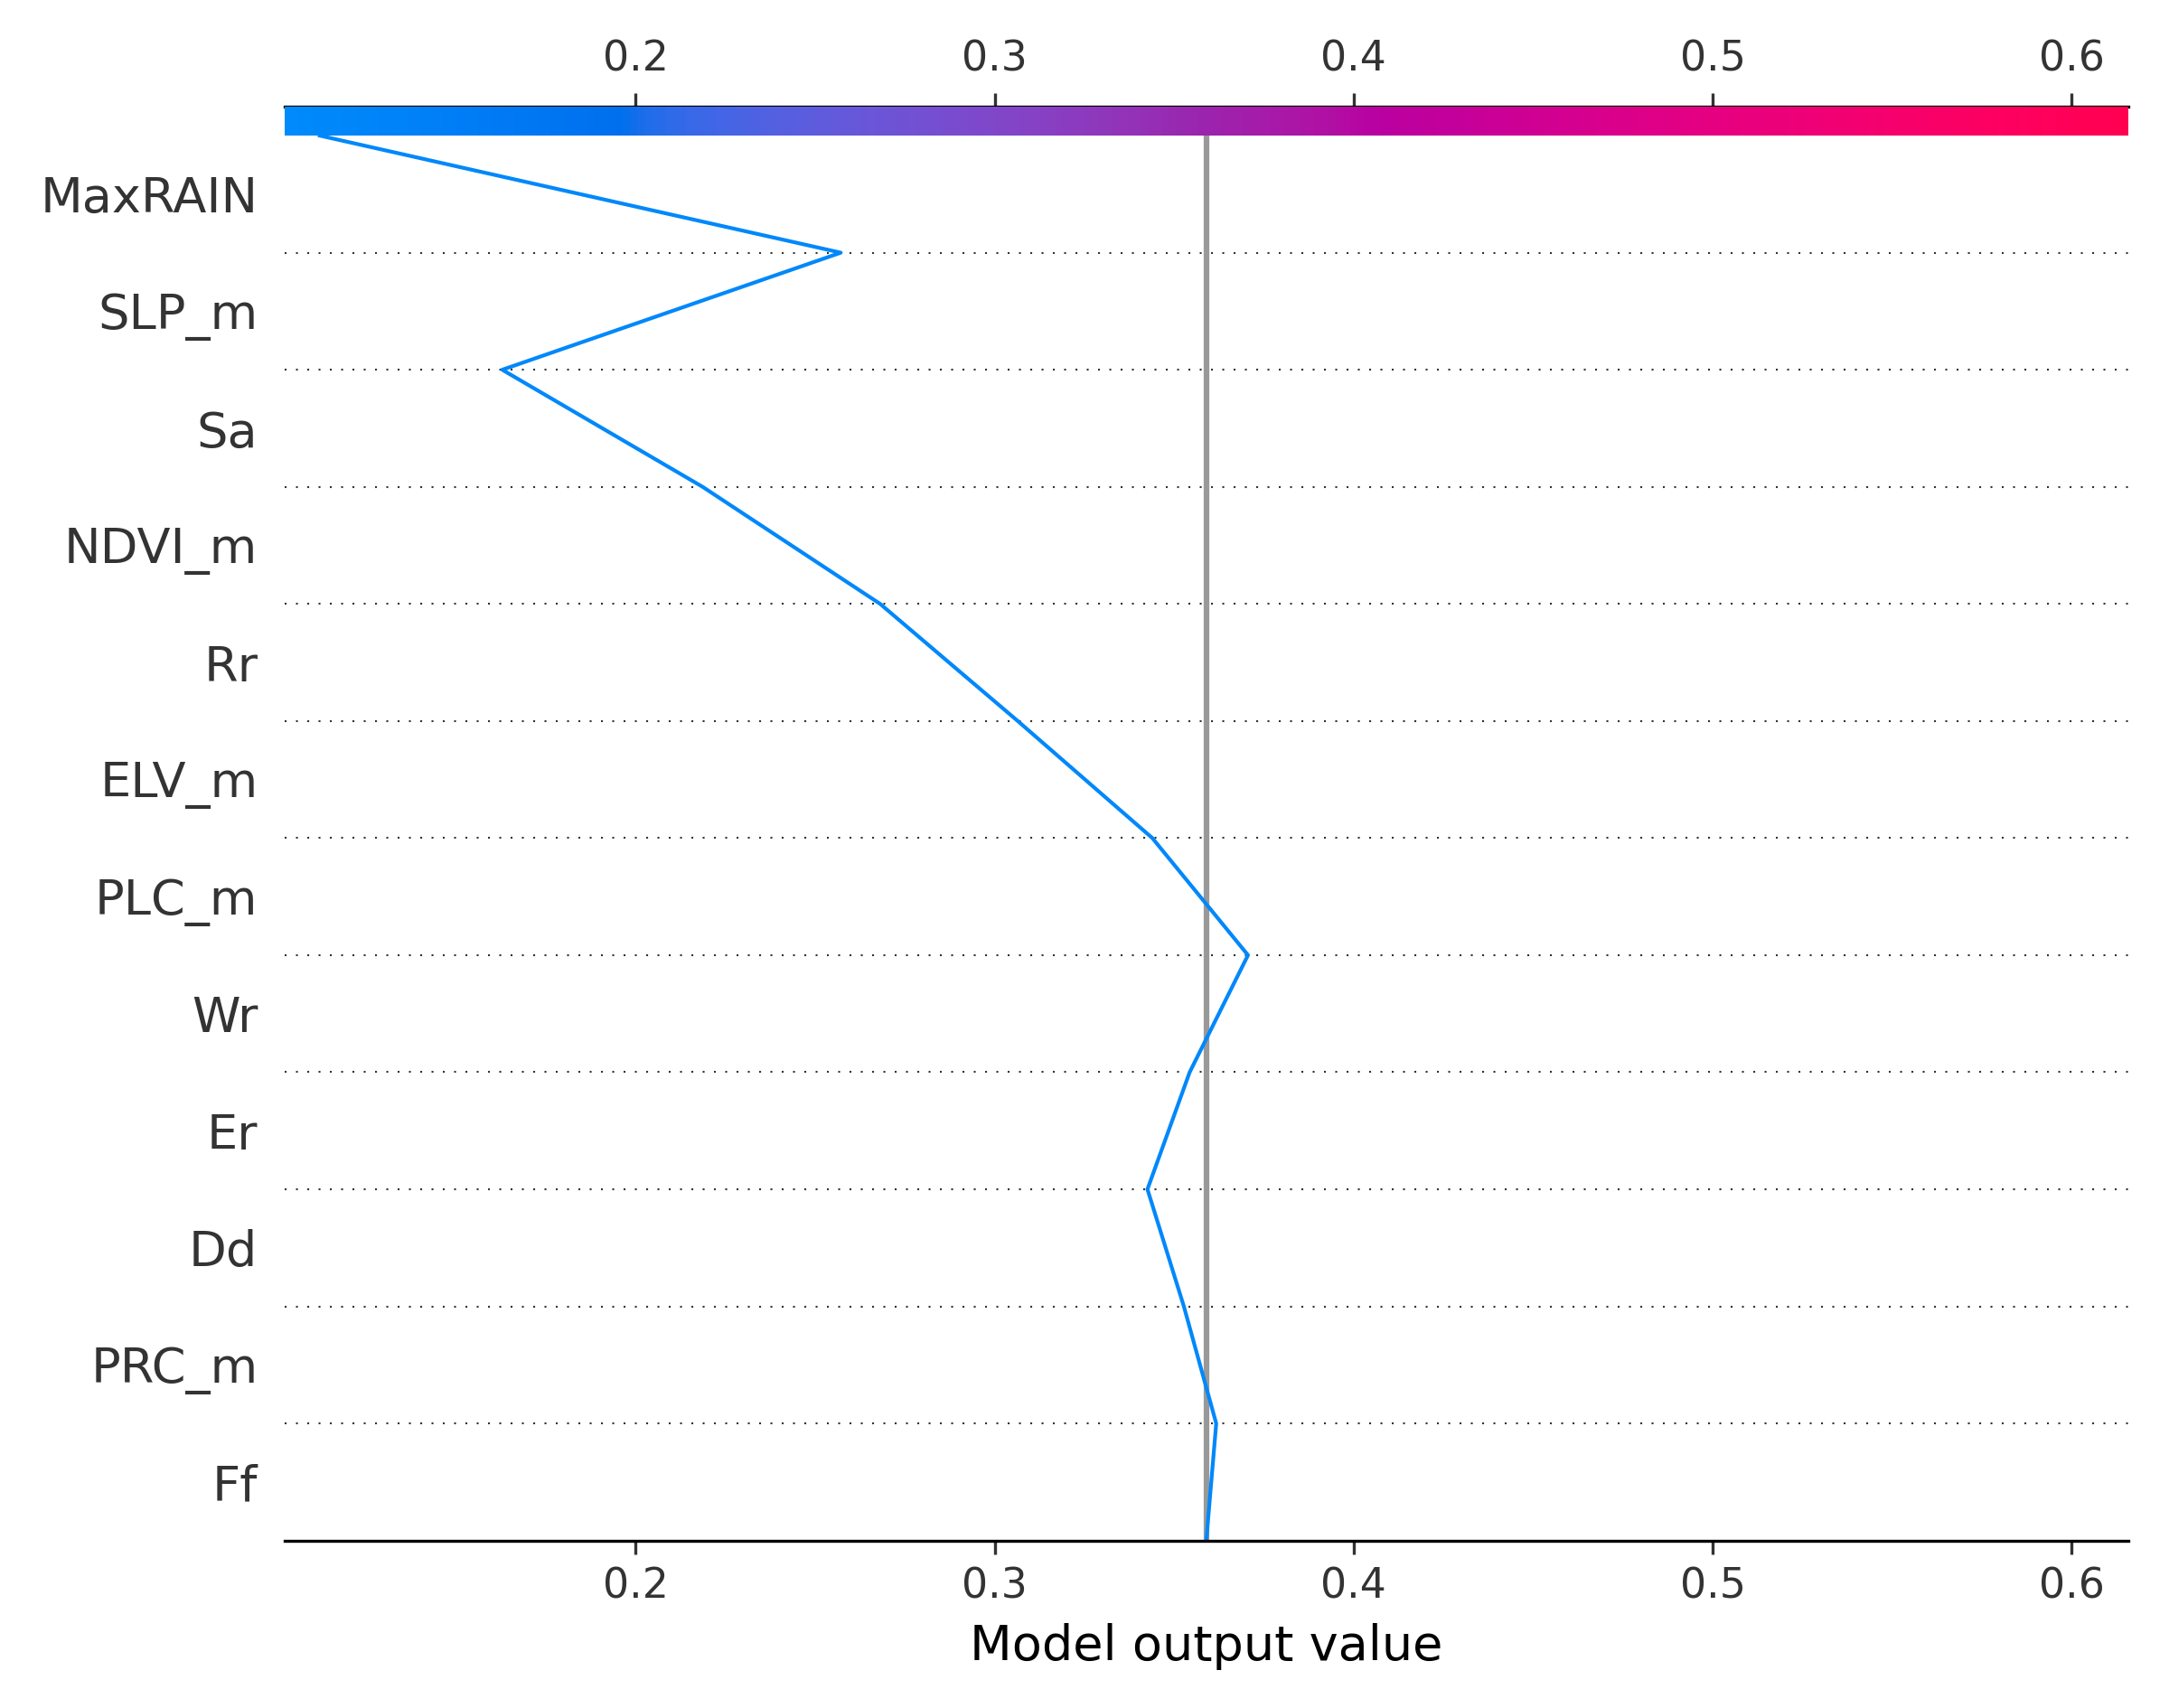 0.2 0.3 0.4 0.5 0.6
MaxRAIN
SLP_m
Sa
NDVI_m
Rr
ELV_m
PLC_m
Wr
Er
Dd
PRC_m
Ff
0.2 0.3 0.4 0.5 0.6
Model output value